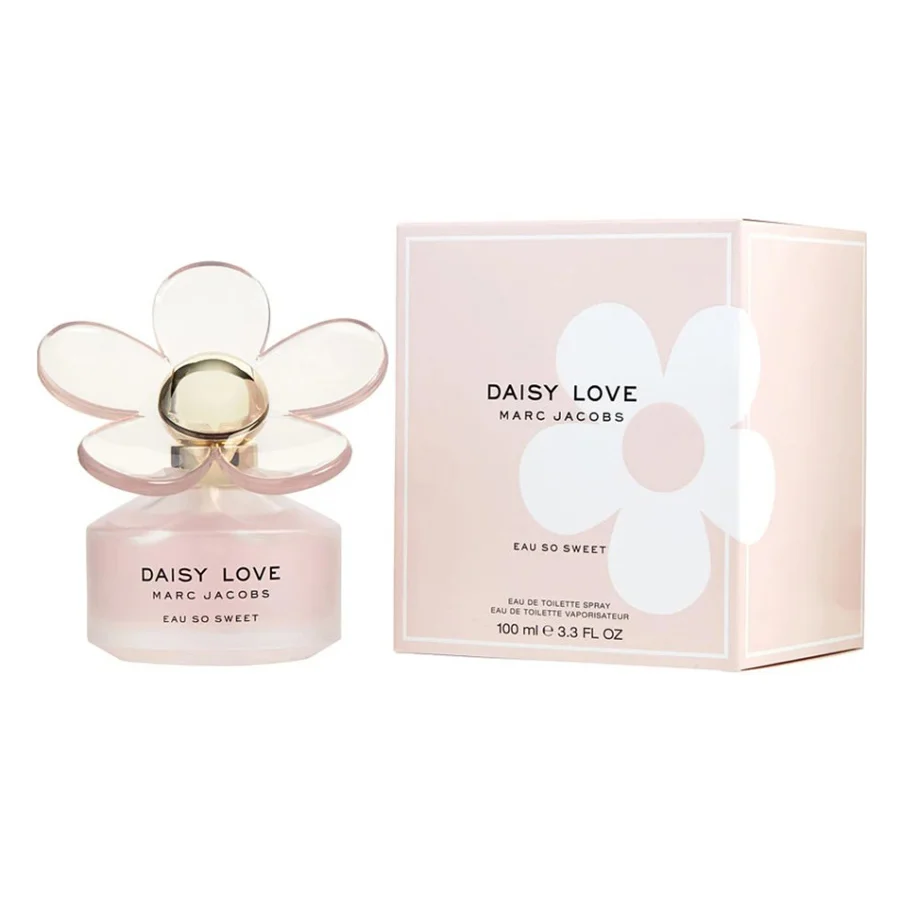 DAISY LOVE
MARC JACOBS
EAU SO SWEET
DAISY LOVE
MARC JACOBS
EAU SO SWEET
EAU DE TOILETTE SPRAY
EAU DE TOILETTE VAPORISATEUR
100 ml ℮ 3.3 FL OZ